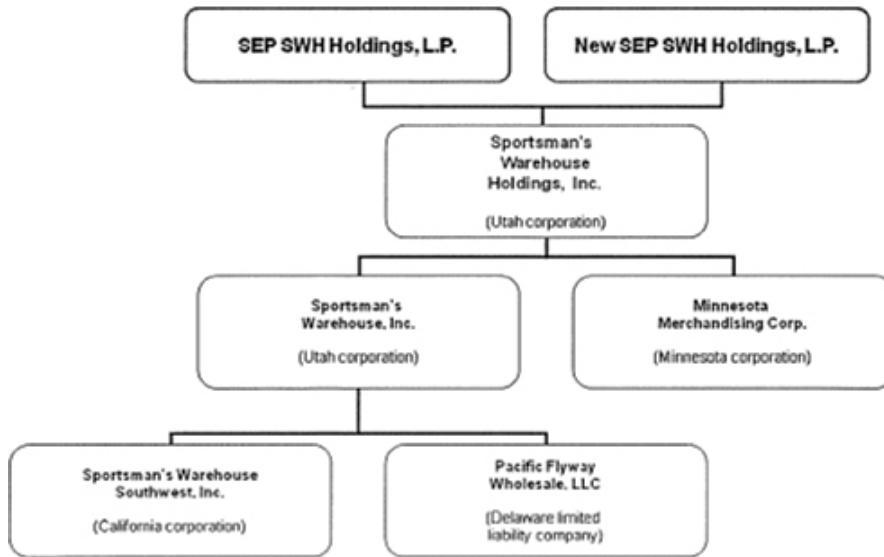 SEP SWH Holdings, L.P.
New SEP SWH Holdings, L.P.
Sportsman's
Warehouse
Holdings, Inc.
(Utah corporation)
Sportsman's
Warehouse, Inc.
(Utah corporation)
Minnesota
Merchandising Corp.
(Minnesota corporation)
Sportsman's Warehouse
Southwest, Inc.
(California corporation)
Pacific Flyway
Wholesale, LLC
(Delaware limited
liability company)